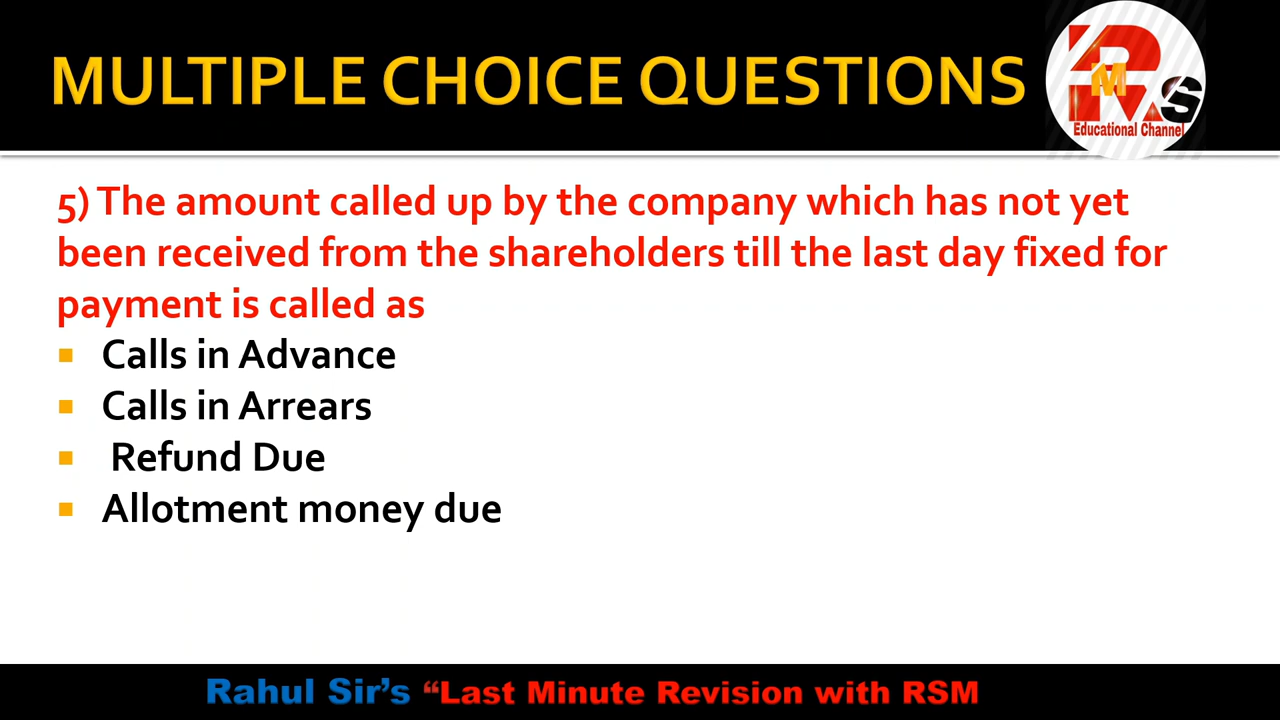 MULTIPLE CHOICE QUESTIONS
RMS
Educational Channel
5) The amount called up by the company which has not yet
been received from the shareholders till the last day fixed for
payment is called as
Calls in Advance
Calls in Arrears
Refund Due
Allotment money due
Rahul Sir's "Last Minute Revision with RSM